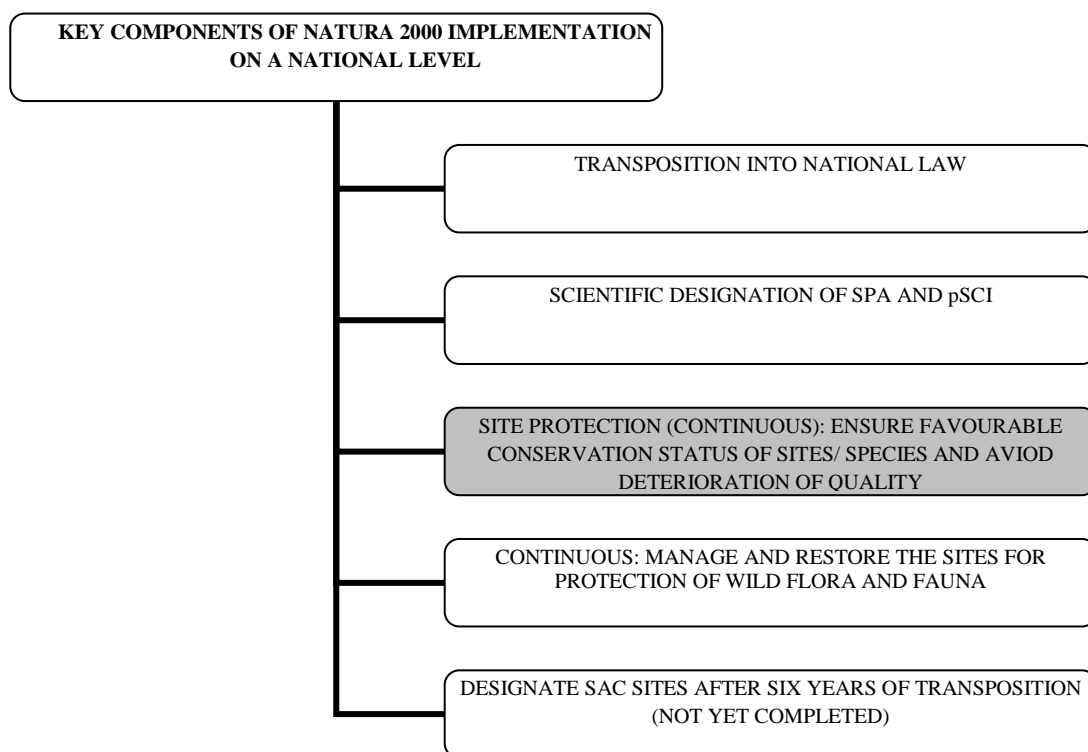 KEY COMPONENTS OF NATURA 2000 IMPLEMENTATION
ON A NATIONAL LEVEL
TRANSPOSITION INTO NATIONAL LAW
SCIENTIFIC DESIGNATION OF SPA AND pSCI
SITE PROTECTION (CONTINUOUS): ENSURE FAVOURABLE
CONSERVATION STATUS OF SITES/ SPECIES AND AVIOD
DETERIORATION OF QUALITY
CONTINUOUS: MANAGE AND RESTORE THE SITES FOR
PROTECTION OF WILD FLORA AND FAUNA
DESIGNATE SAC SITES AFTER SIX YEARS OF TRANSPOSITION
(NOT YET COMPLETED)